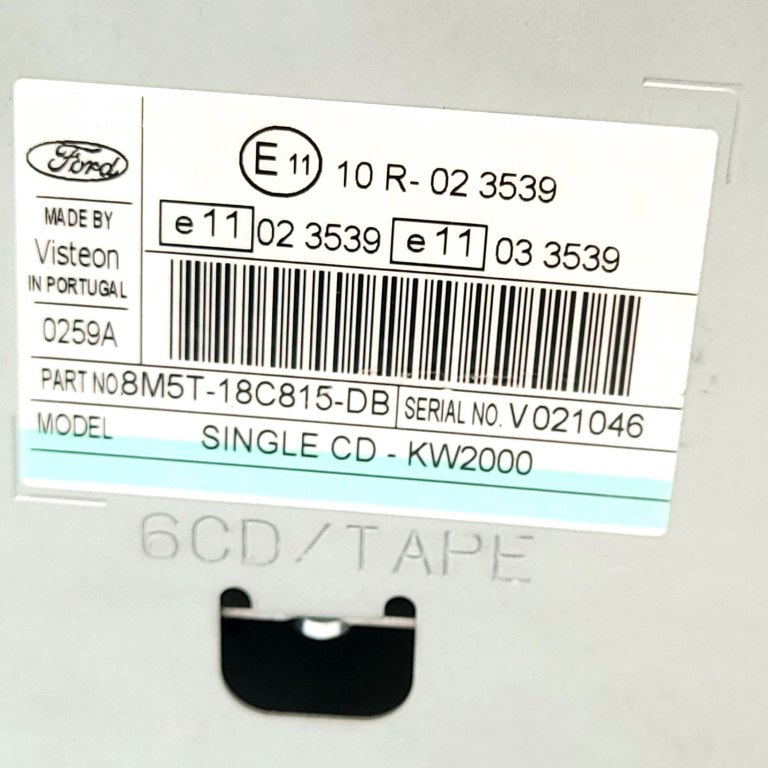 Ford
MADE BY
Visteon
IN PORTUGAL
0259A
E 11 10 R- 02 3539
e 11 02 3539 e 11 03 3539
PART NO. 8M5T-18C815-DB SERIAL NO. V021046
MODEL SINGLE CD - KW2000
6CD/TAPE